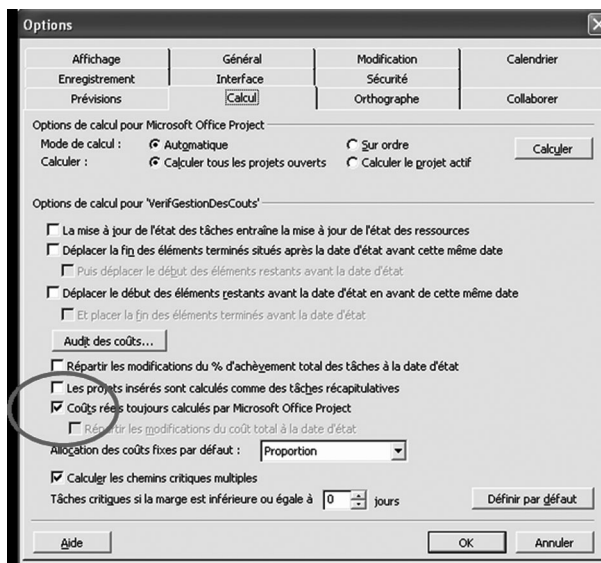 Options
Affichage Général Modification Calendrier
Enregistrement Interface Sécurité
Prévisions Calcul Orthographe Collaborer
Options de calcul pour Microsoft Office Project
Mode de calcul : Automatique Sur ordre Calculer
Calculer : Calculer tous les projets ouverts Calculer le projet actif
Options de calcul pour 'VerifGestionDesCouts'
La mise à jour de l'état des tâches entraîne la mise à jour de l'état des ressources
Déplacer la fin des éléments terminés situés après la date d'état avant cette même date
Puis déplacer le début des éléments restants avant la date d'état
Déplacer le début des éléments restants avant la date d'état en avant de cette même date
Et placer la fin des éléments terminés avant la date d'état
Audit des coûts...
Répartir les modifications du % d'achèvement total des tâches à la date d'état
Les projets insérés sont calculés comme des tâches récapitulatives
Coûts réels toujours calculés par Microsoft Office Project
Répartir les modifications du coût total à la date d'état
Allocation des coûts fixes par défaut : Proportion
Calculer les chemins critiques multiples
Tâches critiques si la marge est inférieure ou égale à 0 jours Définir par défaut
Aide OK Annuler